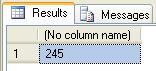 Results Messages
(No column name)
1 245